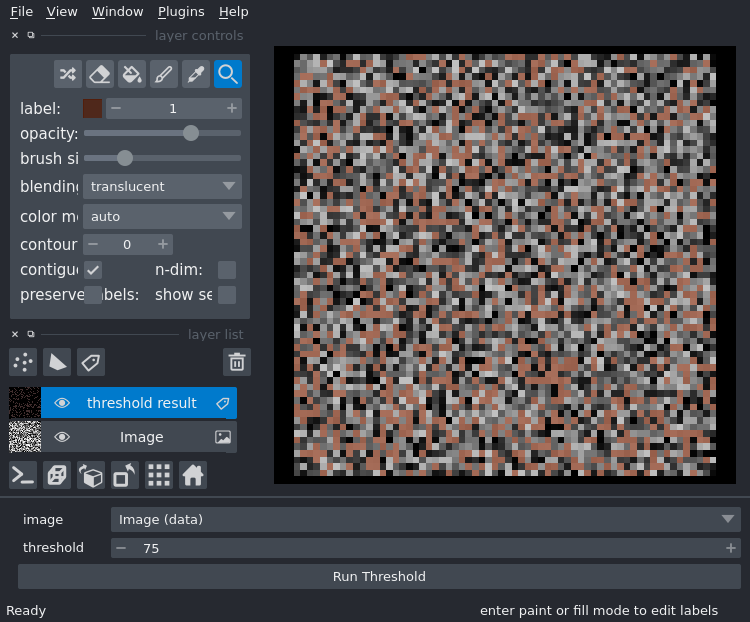 File View Window Plugins Help
layer controls
label: 1
opacity:
brush si
blending translucent
color m auto
contour 0
contigu n-dim:
preserve abels: show se
layer list
threshold result
Image
image Image (data)
threshold 75
Run Threshold
Ready enter paint or fill mode to edit labels